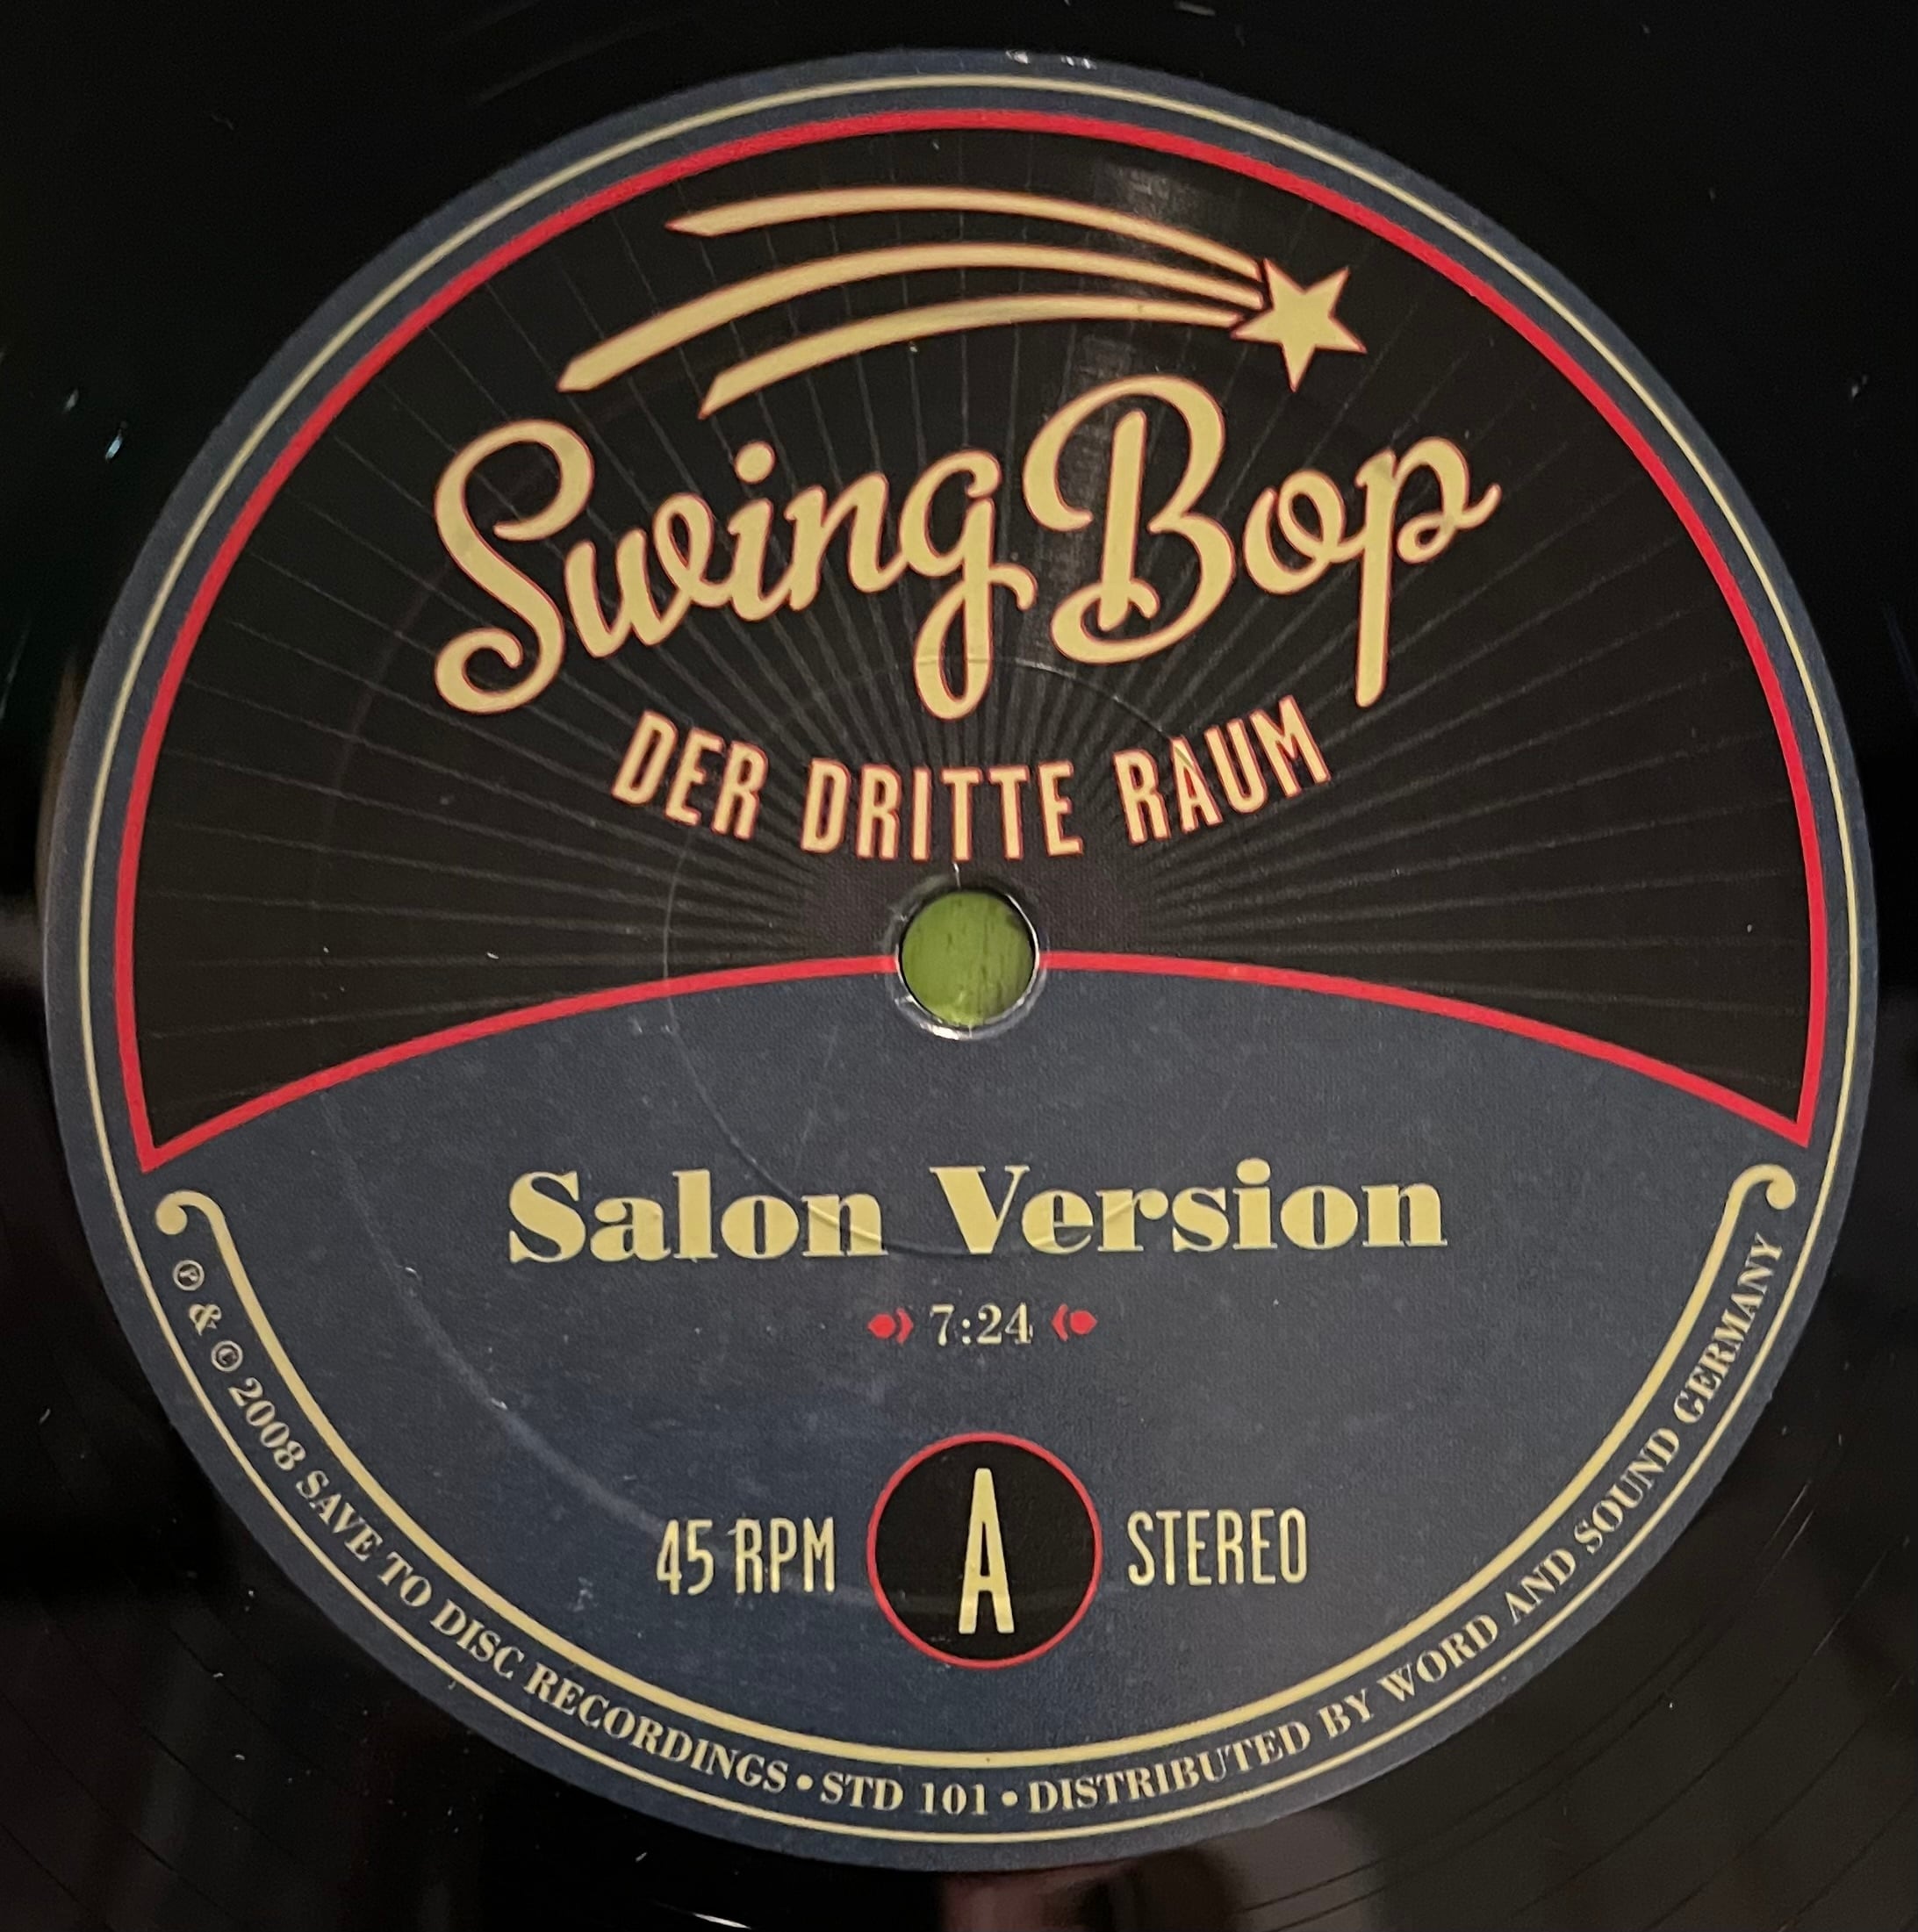 Swing Bop
DER DRITTE RAUM
Salon Version
7:24
45 RPM A STEREO
℗ & © 2008 SAVE TO DISC RECORDINGS • STD 101 • DISTRIBUTED BY WORD AND SOUND GERMANY